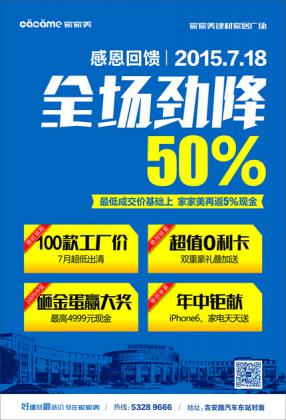 cácame 家家美
家家美建材家居广场
感恩回馈 2015.7.18
全场劲降
50%
最低成交价基础上 家家美再返5%现金
100款工厂价
7月超低出清
超值0利卡
双重豪礼叠加送
砸金蛋赢大奖
最高4999元现金
年中钜献
iPhone6、家电天天送
好建材最低价 尽在家家美 / 热线:5328 9666 / 地址:吉安路汽车车站对面